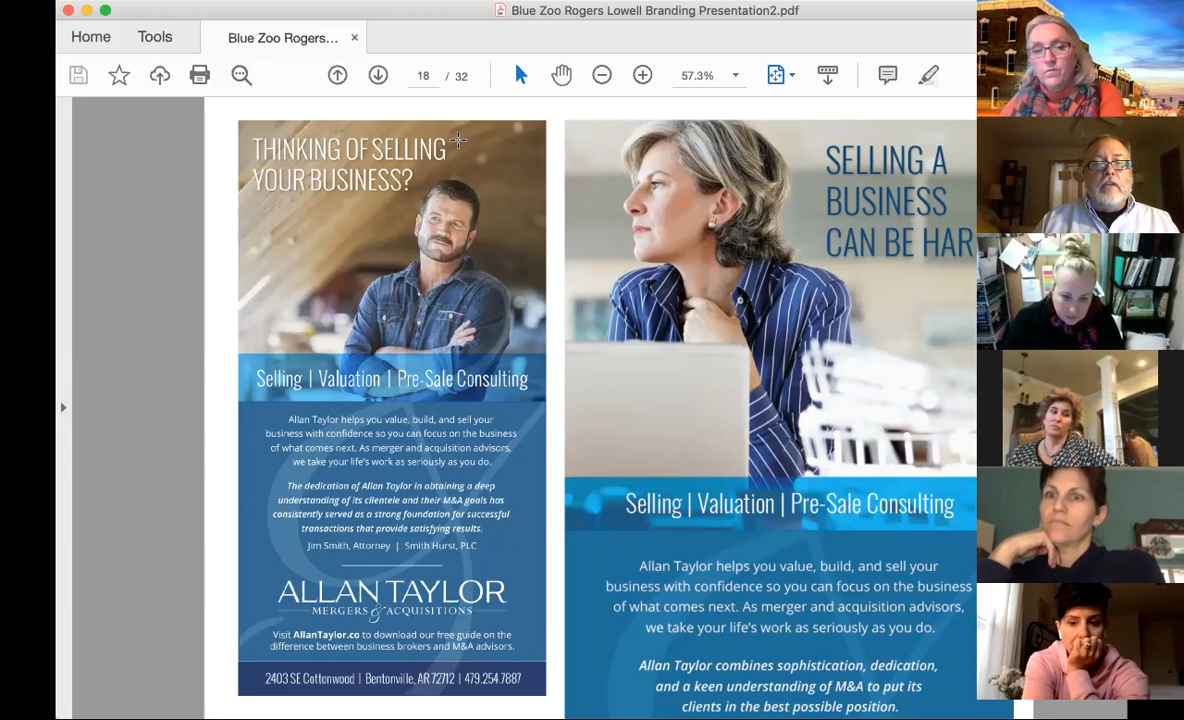 Blue Zoo Rogers Lowell Branding Presentation2.pdf
Home
Tools
Blue Zoo Rogers... ×
18 / 32
57.3%
THINKING OF SELLING
YOUR BUSINESS?
Selling | Valuation | Pre-Sale Consulting
Allan Taylor helps you value, build, and sell your
business with confidence so you can focus on the business
of what comes next. As merger and acquisition advisors,
we take your life's work as seriously as you do.
The dedication of Allan Taylor in obtaining a deep
understanding of its clientele and their M&A goals has
consistently served as a strong foundation for successful
transactions that provide satisfying results.
Jim Smith, Attorney | Smith Hurst, PLC
ALLAN TAYLOR
MERGERS & ACQUISITIONS
Visit AllanTaylor.co to download our free guide on the
difference between business brokers and M&A advisors.
2403 SE Cottonwood | Bentonville, AR 72712 | 479.254.7887
SELLING A
BUSINESS
CAN BE HAR
Selling | Valuation | Pre-Sale Consulting
Allan Taylor helps you value, build, and sell your
business with confidence so you can focus on the business
of what comes next. As merger and acquisition advisors,
we take your life's work as seriously as you do.
Allan Taylor combines sophistication, dedication,
and a keen understanding of M&A to put its
clients in the best possible position.